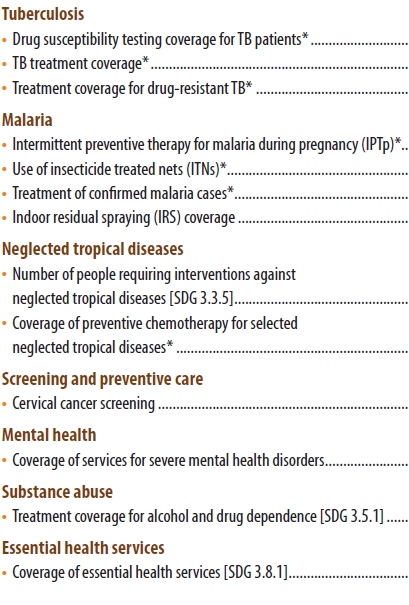 Tuberculosis
• Drug susceptibility testing coverage for TB patients* ..........................
• TB treatment coverage* ....................................................................
• Treatment coverage for drug-resistant TB* ........................................
Malaria
• Intermittent preventive therapy for malaria during pregnancy (IPTp)*..
• Use of insecticide treated nets (ITNs)*................................................
• Treatment of confirmed malaria cases*..............................................
• Indoor residual spraying (IRS) coverage .............................................
Neglected tropical diseases
• Number of people requiring interventions against
neglected tropical diseases [SDG 3.3.5]..............................................
• Coverage of preventive chemotherapy for selected
neglected tropical diseases* .............................................................
Screening and preventive care
• Cervical cancer screening ..................................................................
Mental health
• Coverage of services for severe mental health disorders......................
Substance abuse
• Treatment coverage for alcohol and drug dependence [SDG 3.5.1] ......
Essential health services
• Coverage of essential health services [SDG 3.8.1]................................